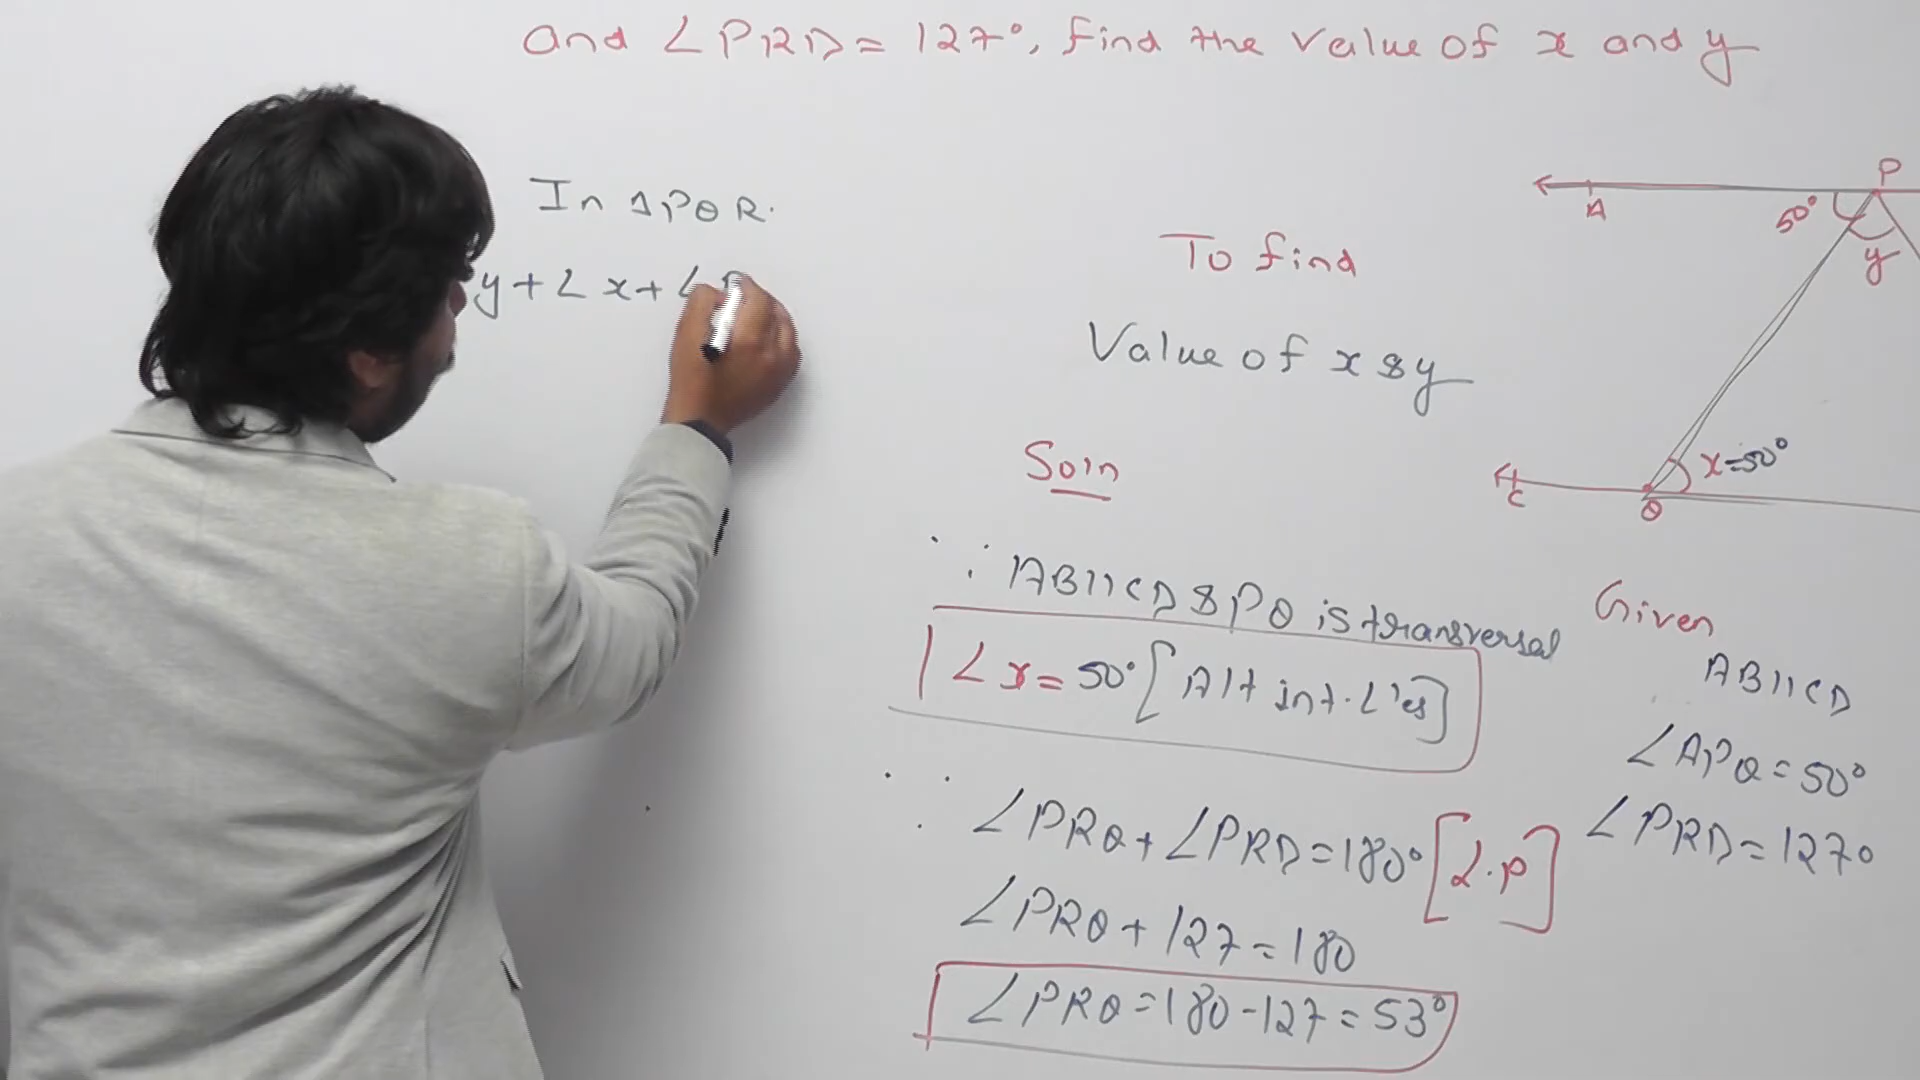 and ∠PRD = 127°, find the value of x and y
In ΔPQR.
y + ∠x + ∠P
To find
Value of x & y
P
A
50°
y
x=50°
C
Q
Soln
∵ AB||CD & PQ is transversal
∠x = 50° [Alt int. ∠'es]
∵ ∠PRQ + ∠PRD = 180° [L.P]
∠PRQ + 127 = 180
∠PRQ = 180 - 127 = 53°
Given
AB||CD
∠APQ = 50°
∠PRD = 127°